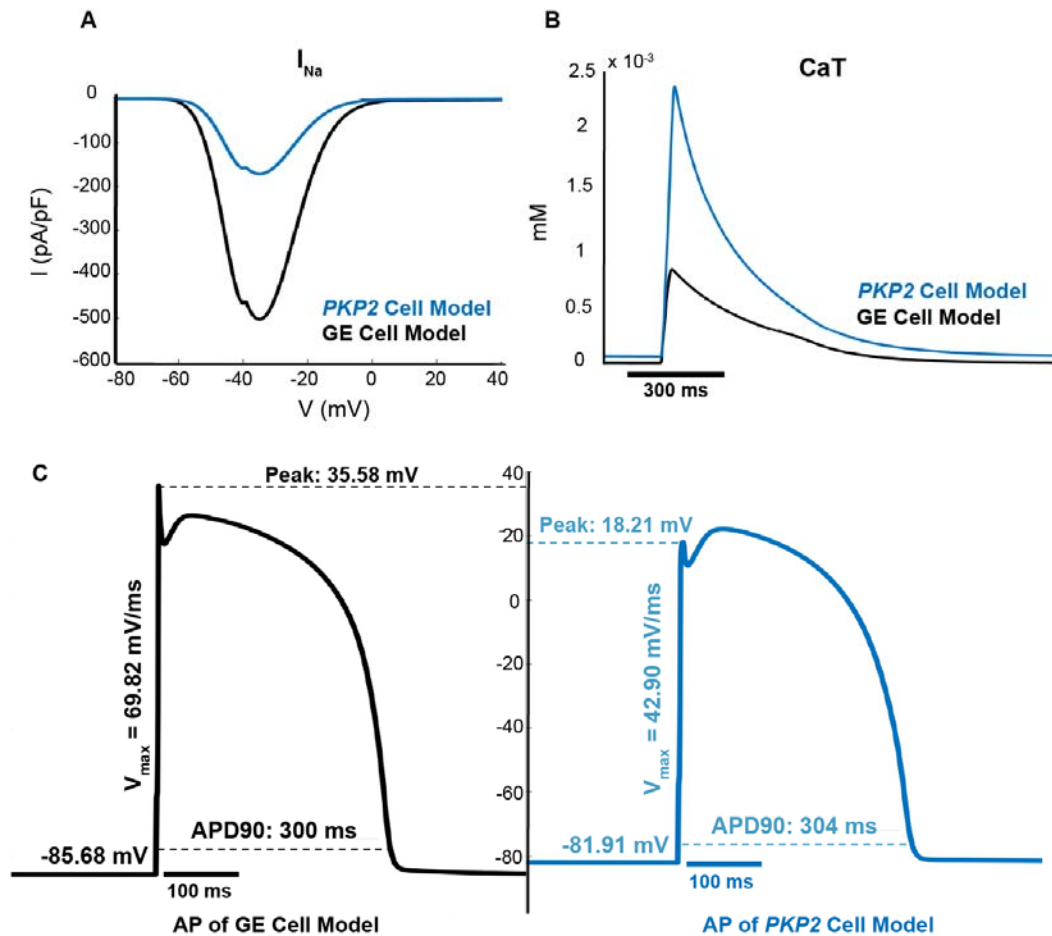 A
I_Na
0
-100
-200
-300
-400
-500
-600
I (pA/pF)
PKP2 Cell Model
GE Cell Model
-80 -60 -40 -20 0 20 40
V (mV)
B
x 10⁻³
CaT
2.5
2
1.5
1
0.5
0
mM
PKP2 Cell Model
GE Cell Model
300 ms
C
Peak: 35.58 mV
V_max = 69.82 mV/ms
APD90: 300 ms
-85.68 mV
100 ms
AP of GE Cell Model
40
20
0
-20
-40
-60
-80
Peak: 18.21 mV
V_max = 42.90 mV/ms
APD90: 304 ms
-81.91 mV
100 ms
AP of PKP2 Cell Model